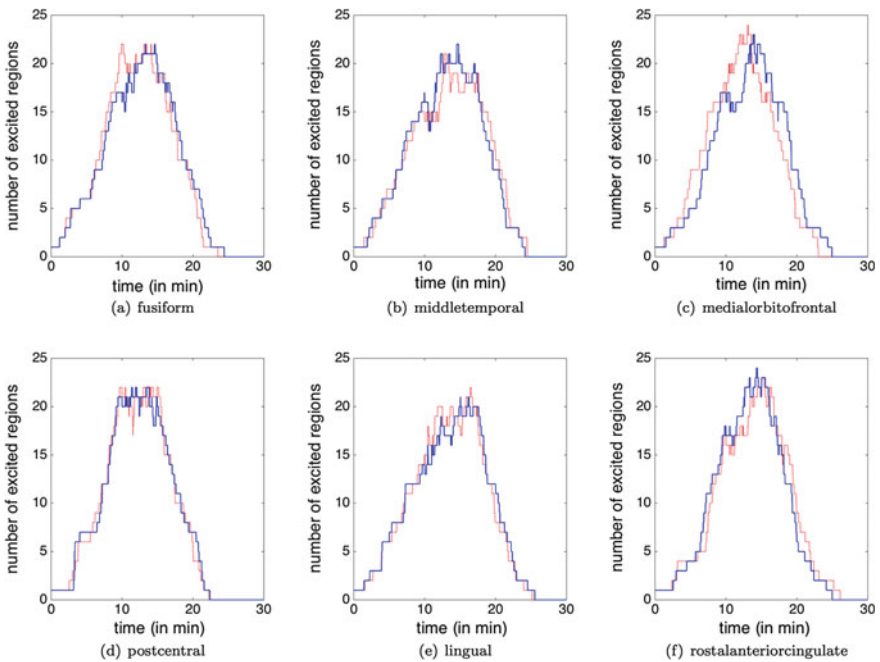 25
20
15
10
5
0
number of excited regions
0 10 20 30
time (in min)
(a) fusiform
25
20
15
10
5
0
number of excited regions
0 10 20 30
time (in min)
(b) middletemporal
25
20
15
10
5
0
number of excited regions
0 10 20 30
time (in min)
(c) medialorbitofrontal
25
20
15
10
5
0
number of excited regions
0 10 20 30
time (in min)
(d) postcentral
25
20
15
10
5
0
number of excited regions
0 10 20 30
time (in min)
(e) lingual
25
20
15
10
5
0
number of excited regions
0 10 20 30
time (in min)
(f) rostalanteriorcingulate